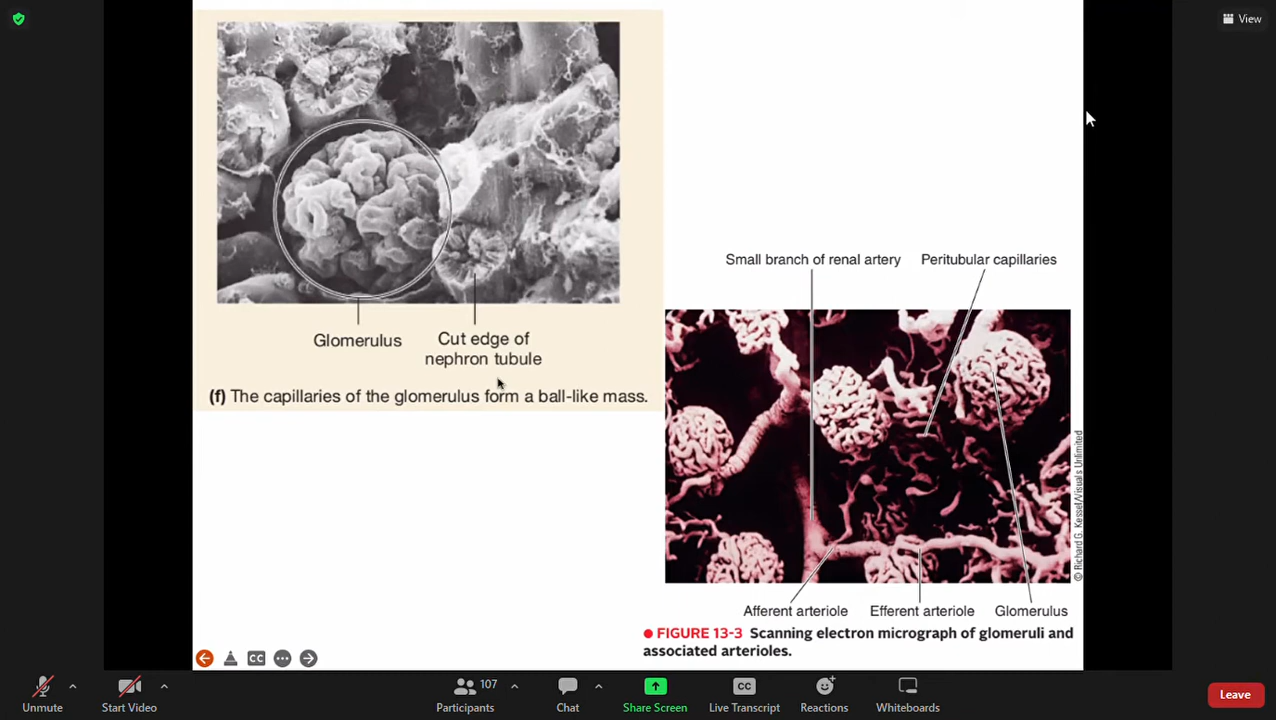 View
Glomerulus
Cut edge of
nephron tubule
(f) The capillaries of the glomerulus form a ball-like mass.
Small branch of renal artery
Peritubular capillaries
© Richard G. Kessel/Visuals Unlimited
Afferent arteriole
Efferent arteriole
Glomerulus
● FIGURE 13-3 Scanning electron micrograph of glomeruli and
associated arterioles.
CC
Unmute
Start Video
107
Participants
Chat
Share Screen
CC
Live Transcript
Reactions
Whiteboards
Leave